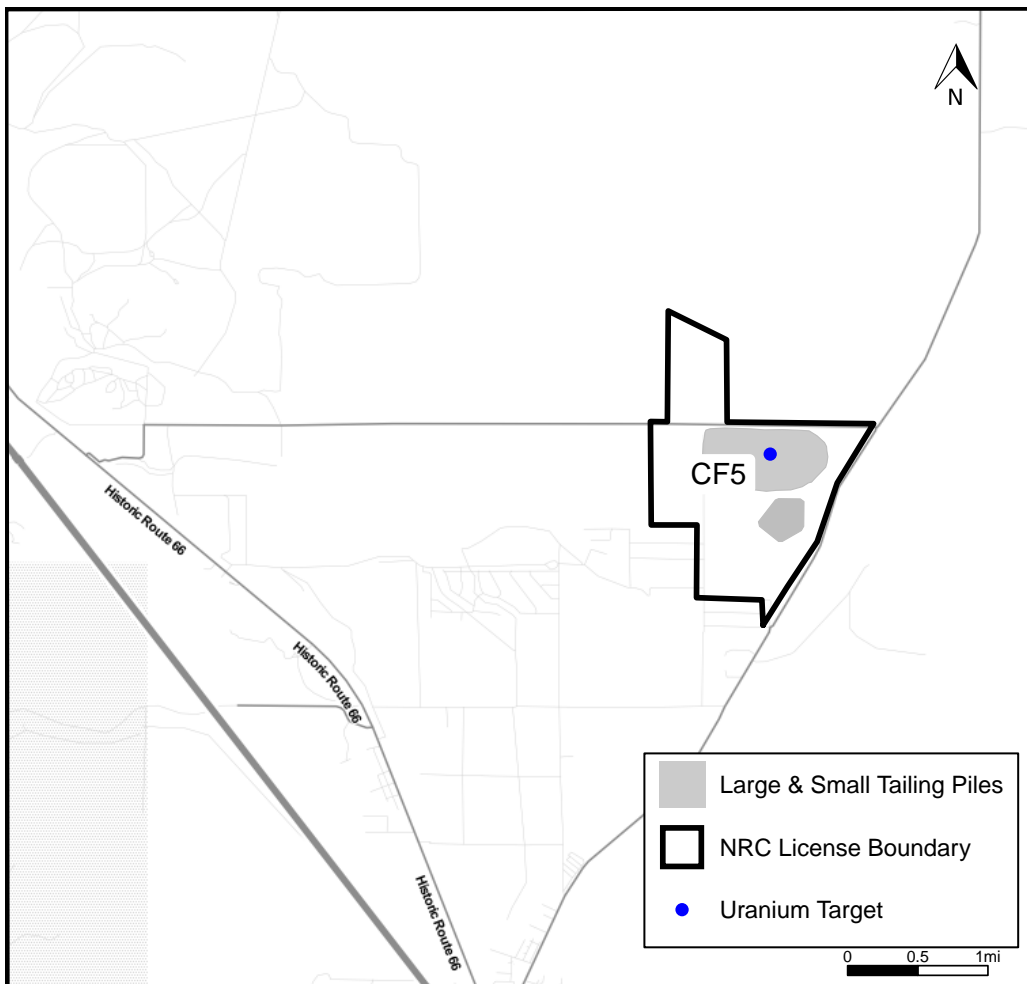 N
CF5
Historic Route 66
Historic Route 66
Historic Route 66
Large & Small Tailing Piles
NRC License Boundary
Uranium Target
0 0.5 1mi